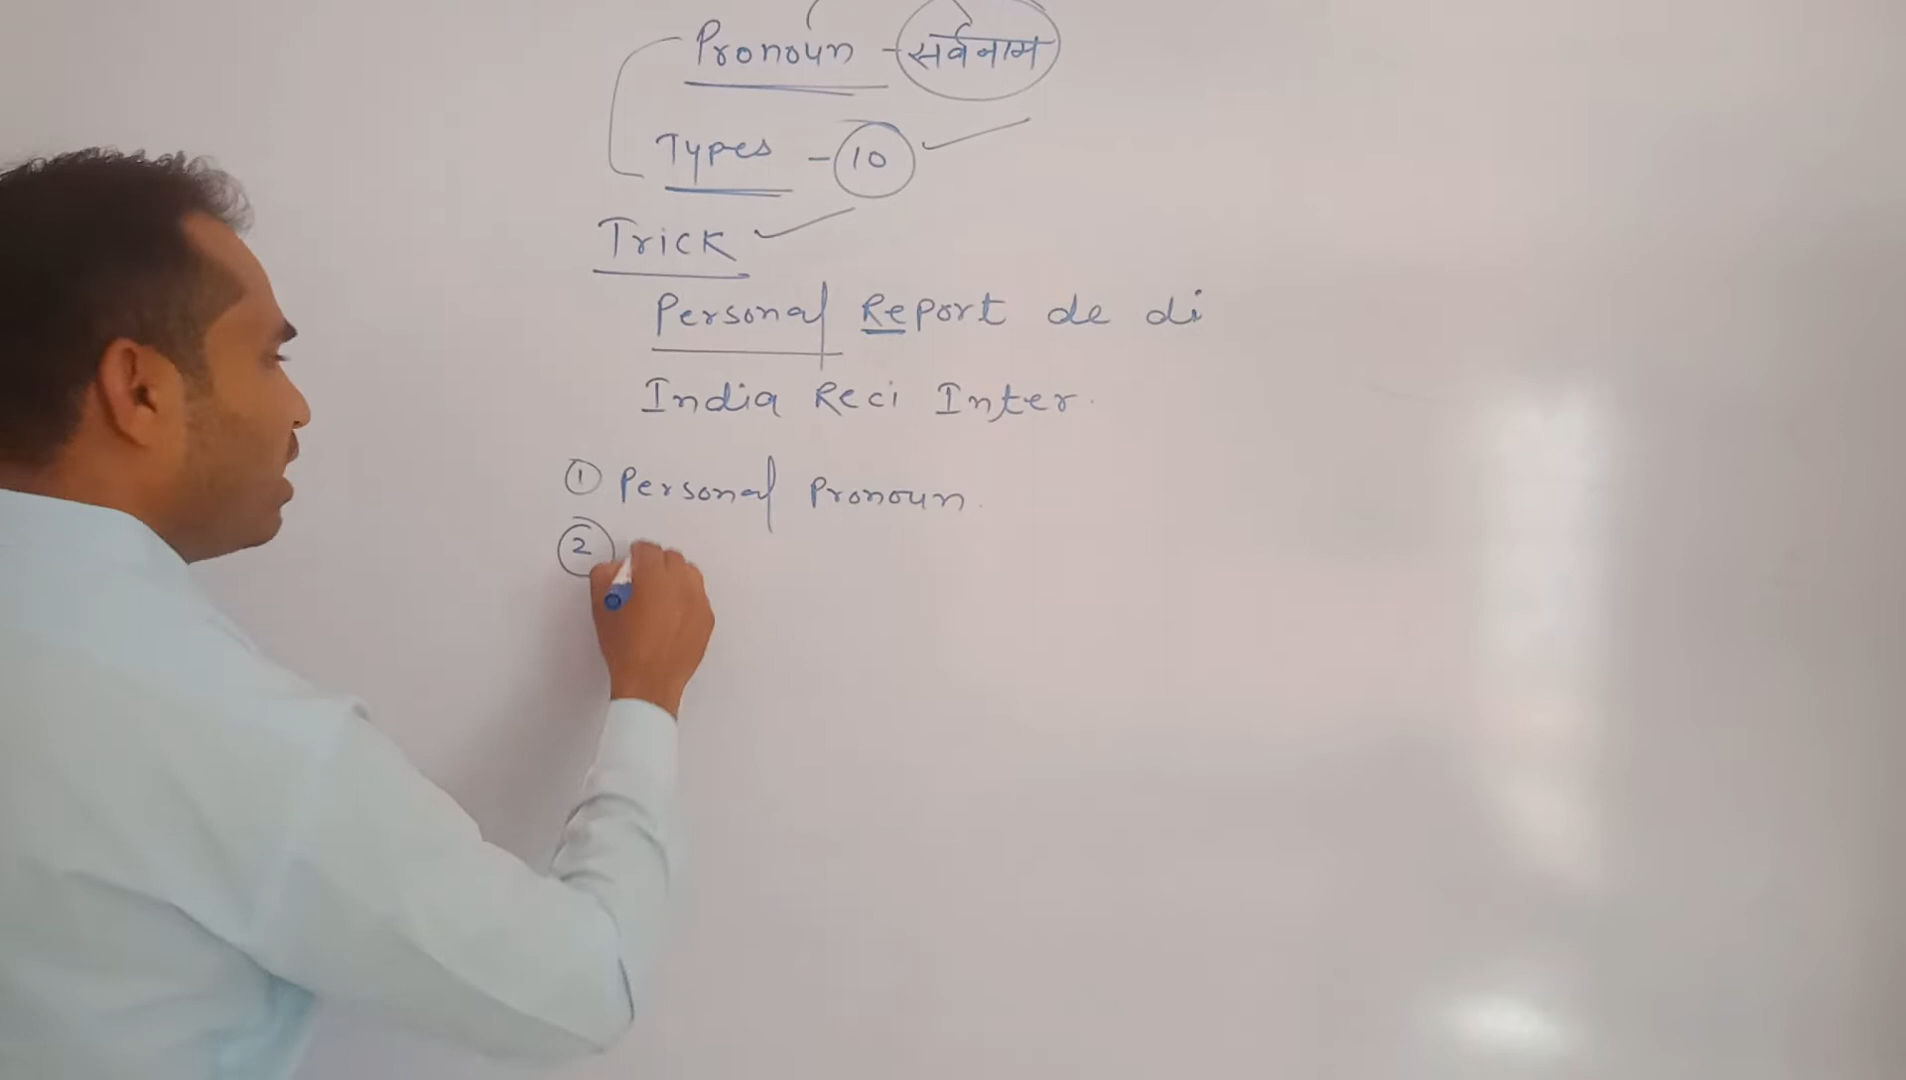 Pronoun - सर्वनाम
Types - 10
Trick
Personal Report de di
India Reci Inter.
① Personal Pronoun.
②